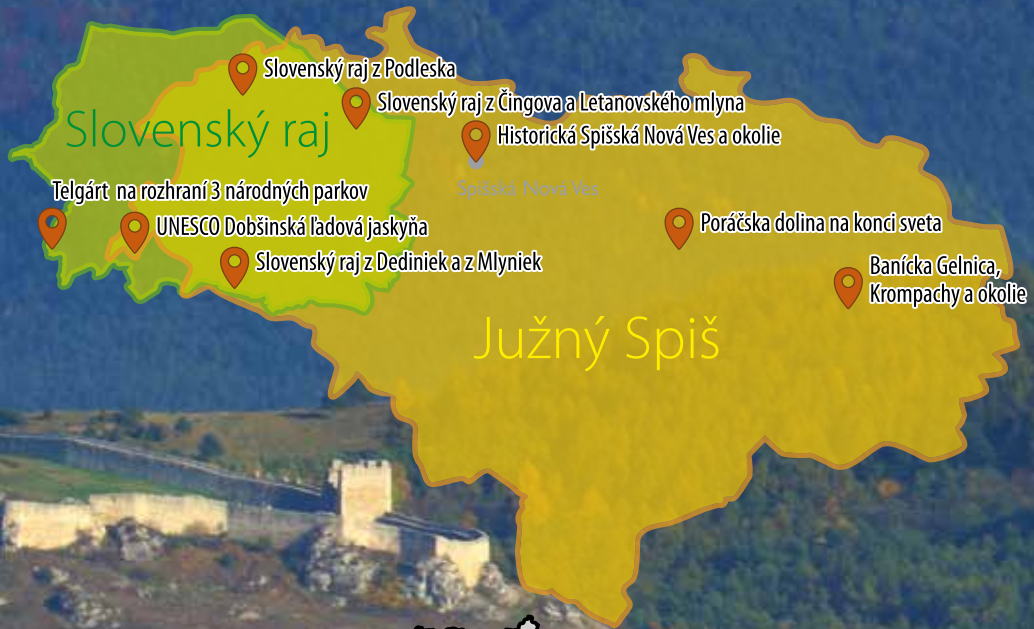 Slovenský raj z Podleska
Slovenský raj z Čingova a Letanovského mlyna
Slovenský raj
Historická Spišská Nová Ves a okolie
Spišská Nová Ves
Telgárt na rozhraní 3 národných parkov
UNESCO Dobšinská ľadová jaskyňa
Poráčska dolina na konci sveta
Slovenský raj z Dediniek a z Mlyniek
Banícka Gelnica,
Krompachy a okolie
Južný Spiš